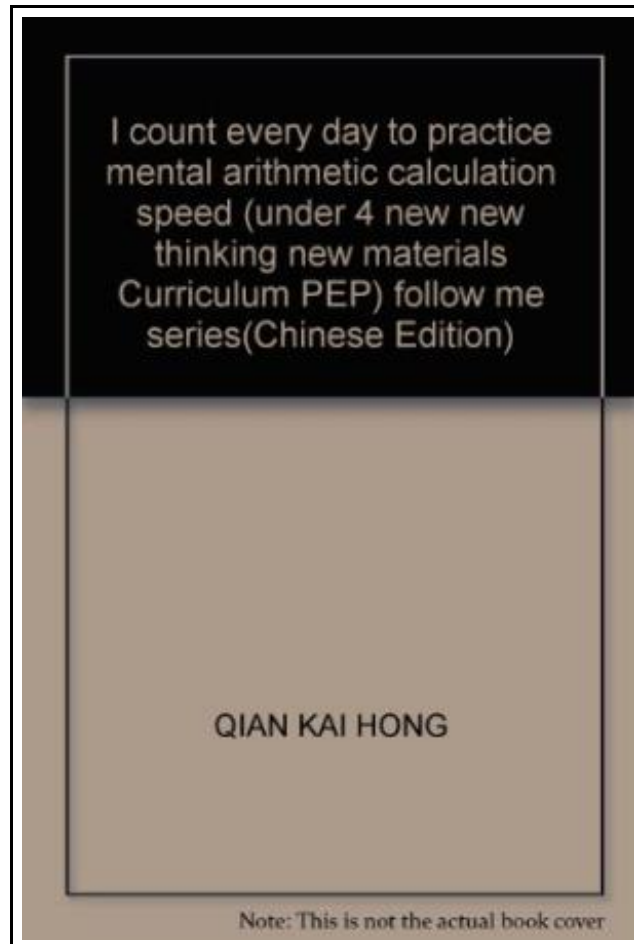 I count every day to practice
mental arithmetic calculation
speed (under 4 new new
thinking new materials
Curriculum PEP) follow me
series(Chinese Edition)
QIAN KAI HONG
Note: This is not the actual book cover